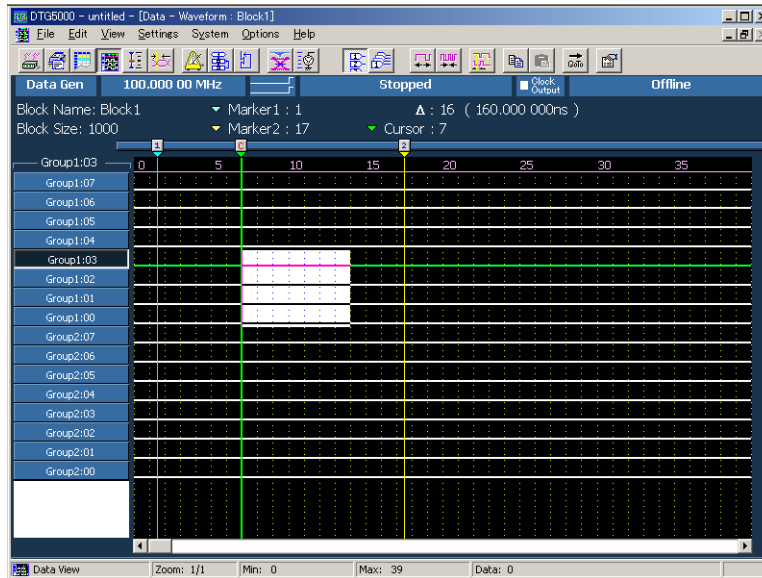 DTG5000 - untitled - [Data - Waveform : Block1]
File Edit View Settings System Options Help
Data Gen 100.000 00 MHz Stopped Clock Output Offline
Block Name: Block1 Marker1 : 1 Δ : 16 ( 160.000 000ns )
Block Size: 1000 Marker2 : 17 Cursor : 7
1 C 2
Group1:03 0 5 10 15 20 25 30 35
Group1:07
Group1:06
Group1:05
Group1:04
Group1:03
Group1:02
Group1:01
Group1:00
Group2:07
Group2:06
Group2:05
Group2:04
Group2:03
Group2:02
Group2:01
Group2:00
Data View Zoom: 1/1 Min: 0 Max: 39 Data: 0